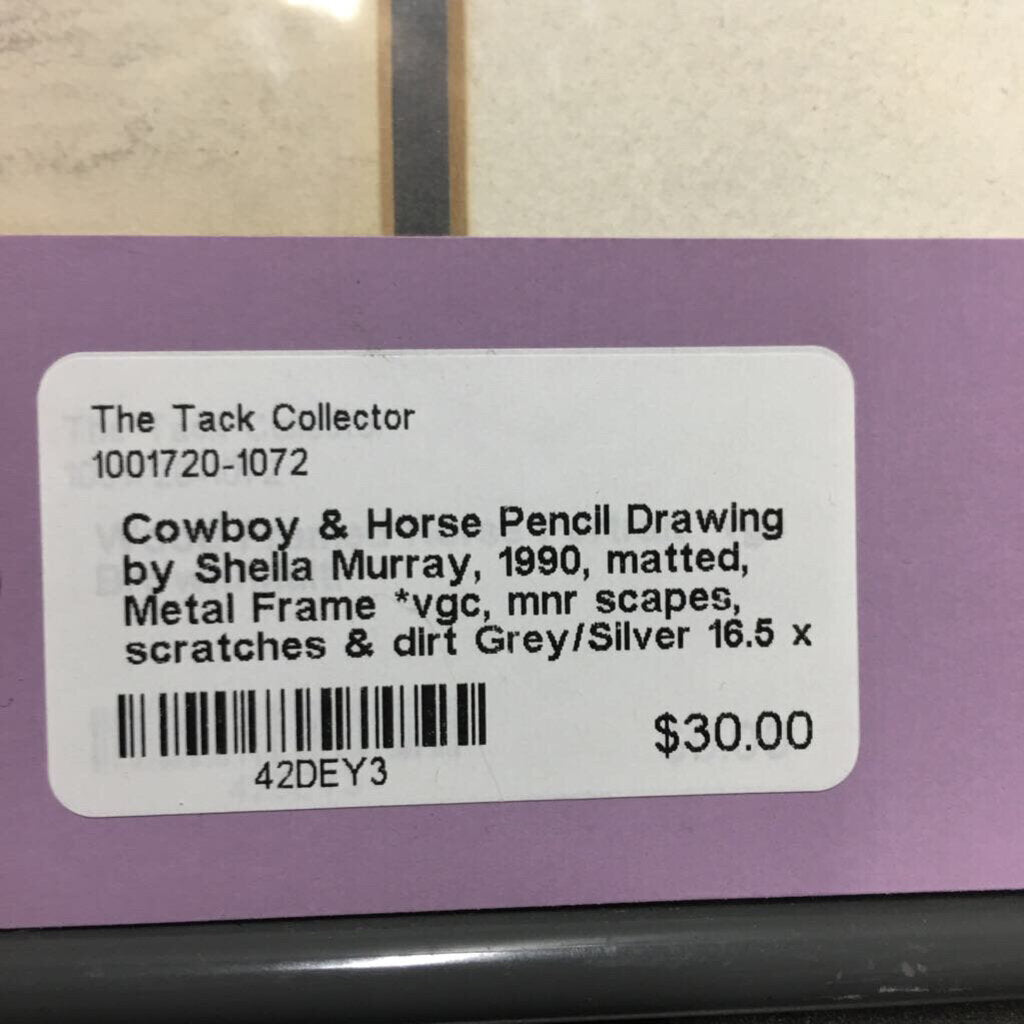 The Tack Collector
1001720-1072
Cowboy & Horse Pencil Drawing
by Sheila Murray, 1990, matted,
Metal Frame *vgc, mnr scapes,
scratches & dirt Grey/Silver 16.5 x
$30.00
42DEY3